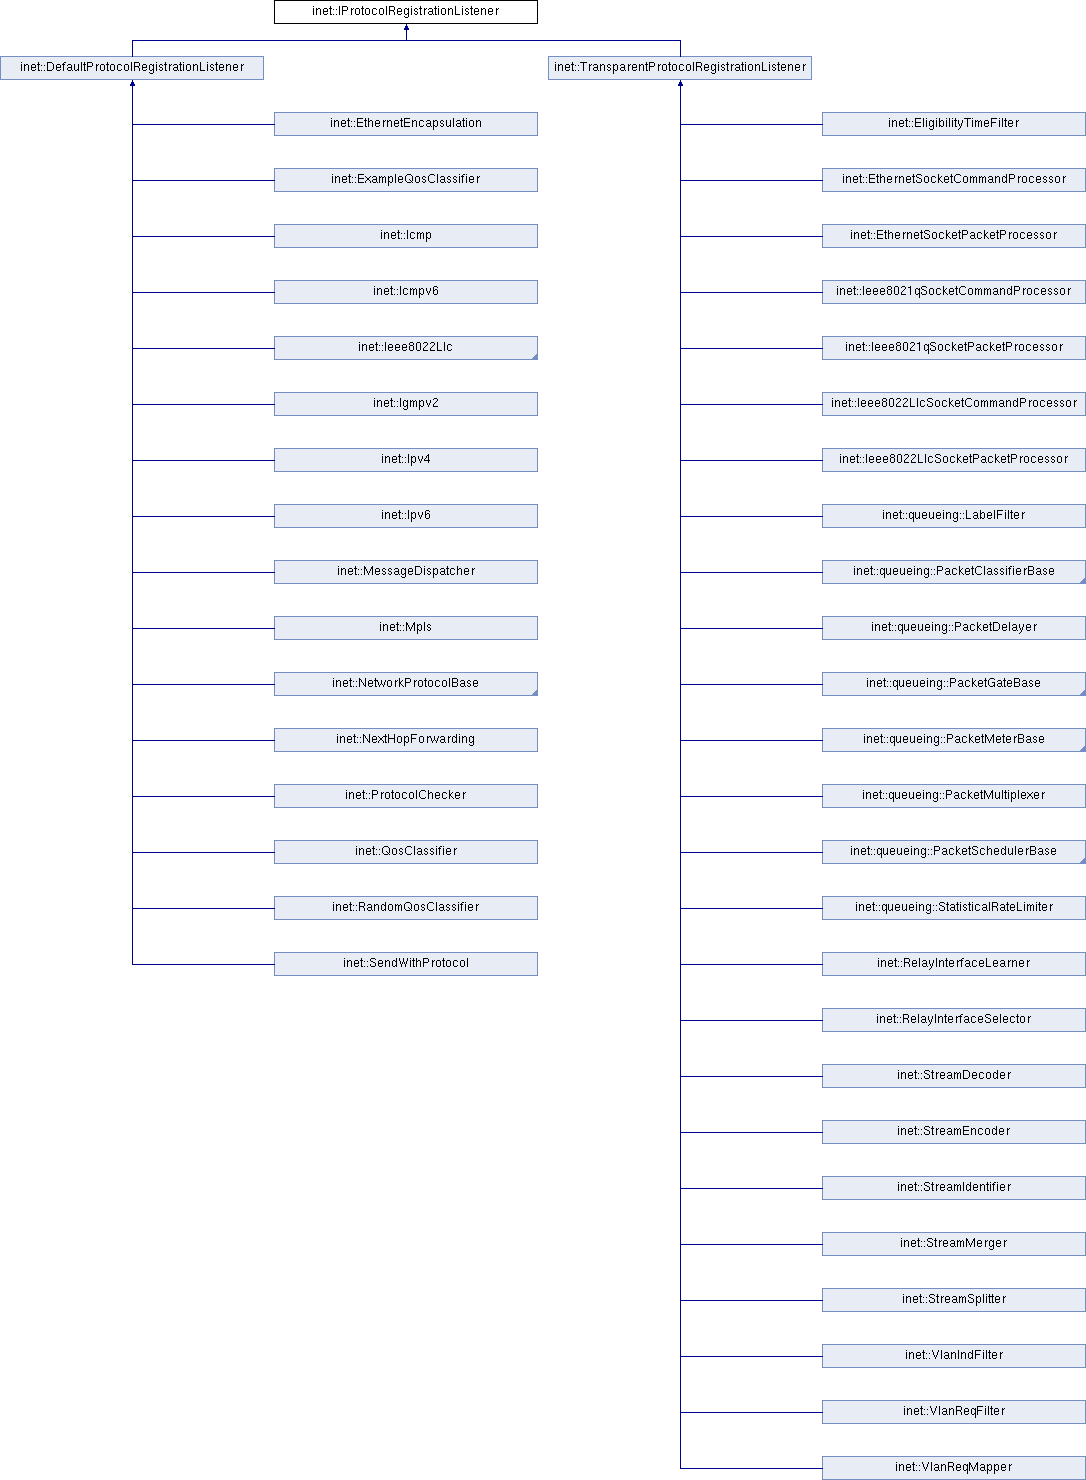 inet::IProtocolRegistrationListener
inet::DefaultProtocolRegistrationListener
inet::TransparentProtocolRegistrationListener
inet::EthernetEncapsulation
inet::EligibilityTimeFilter
inet::ExampleQosClassifier
inet::EthernetSocketCommandProcessor
inet::Icmp
inet::EthernetSocketPacketProcessor
inet::Icmpv6
inet::Ieee8021qSocketCommandProcessor
inet::Ieee8022Llc
inet::Ieee8021qSocketPacketProcessor
inet::Igmpv2
inet::Ieee8022LlcSocketCommandProcessor
inet::Ipv4
inet::Ieee8022LlcSocketPacketProcessor
inet::Ipv6
inet::queueing::LabelFilter
inet::MessageDispatcher
inet::queueing::PacketClassifierBase
inet::Mpls
inet::queueing::PacketDelayer
inet::NetworkProtocolBase
inet::queueing::PacketGateBase
inet::NextHopForwarding
inet::queueing::PacketMeterBase
inet::ProtocolChecker
inet::queueing::PacketMultiplexer
inet::QosClassifier
inet::queueing::PacketSchedulerBase
inet::RandomQosClassifier
inet::queueing::StatisticalRateLimiter
inet::SendWithProtocol
inet::RelayInterfaceLearner
inet::RelayInterfaceSelector
inet::StreamDecoder
inet::StreamEncoder
inet::StreamIdentifier
inet::StreamMerger
inet::StreamSplitter
inet::VlanIndFilter
inet::VlanReqFilter
inet::VlanReqMapper